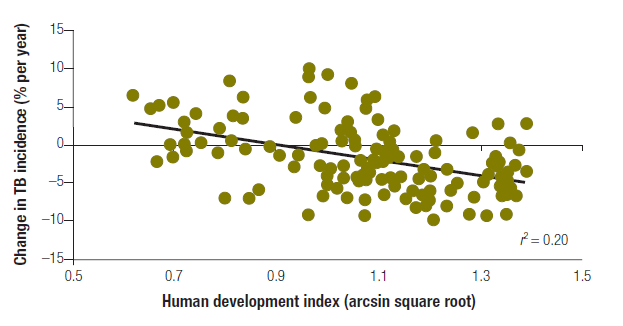 Change in TB incidence (% per year)
15
10
5
0
−5
−10
−15
0.5 0.7 0.9 1.1 1.3 1.5
r² = 0.20
Human development index (arcsin square root)